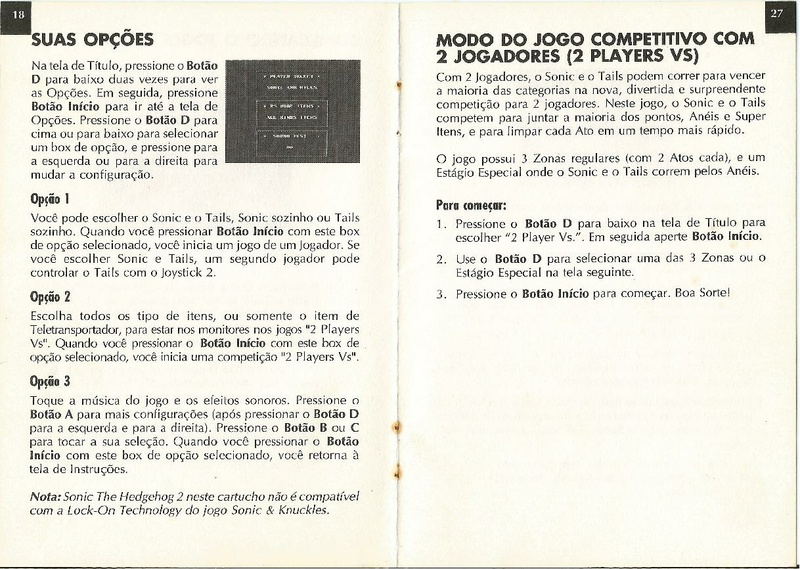 18
SUAS OPÇÕES
Na tela de Título, pressione o Botão
D para baixo duas vezes para ver
as Opções. Em seguida, pressione
Botão Início para ir até a tela de
Opções. Pressione o Botão D para
cima ou para baixo para selecionar
um box de opção, e pressione para
a esquerda ou para a direita para
mudar a configuração.
PLAYER SELECT
SONIC AND MILES
VS MODE ITEMS
ALL KINDS ITEMS
SOUND TEST
00
Opção 1
Você pode escolher o Sonic e o Tails, Sonic sozinho ou Tails
sozinho. Quando você pressionar Botão Início com este box
de opção selecionado, você inicia um jogo de um Jogador. Se
você escolher Sonic e Tails, um segundo jogador pode
controlar o Tails com o Joystick 2.
Opção 2
Escolha todos os tipo de itens, ou somente o item de
Teletransportador, para estar nos monitores nos jogos "2 Players
Vs". Quando você pressionar o Botão Início com este box de
opção selecionado, você inicia uma competição "2 Players Vs".
Opção 3
Toque a música do jogo e os efeitos sonoros. Pressione o
Botão A para mais configurações (após pressionar o Botão D
para a esquerda e para a direita). Pressione o Botão B ou C
para tocar a sua seleção. Quando você pressionar o Botão
Início com este box de opção selecionado, você retorna à
tela de Instruções.
Nota: Sonic The Hedgehog 2 neste cartucho não é compatível
com a Lock-On Technology do jogo Sonic & Knuckles.
27
MODO DO JOGO COMPETITIVO COM
2 JOGADORES (2 PLAYERS VS)
Com 2 Jogadores, o Sonic e o Tails podem correr para vencer
a maioria das categorias na nova, divertida e surpreendente
competição para 2 jogadores. Neste jogo, o Sonic e o Tails
competem para juntar a maioria dos pontos, Anéis e Super
Itens, e para limpar cada Ato em um tempo mais rápido.
O jogo possui 3 Zonas regulares (com 2 Atos cada), e um
Estágio Especial onde o Sonic e o Tails correm pelos Anéis.
Para começar:
1. Pressione o Botão D para baixo na tela de Título para
escolher "2 Player Vs.". Em seguida aperte Botão Início.
2. Use o Botão D para selecionar uma das 3 Zonas ou o
Estágio Especial na tela seguinte.
3. Pressione o Botão Início para começar. Boa Sorte!